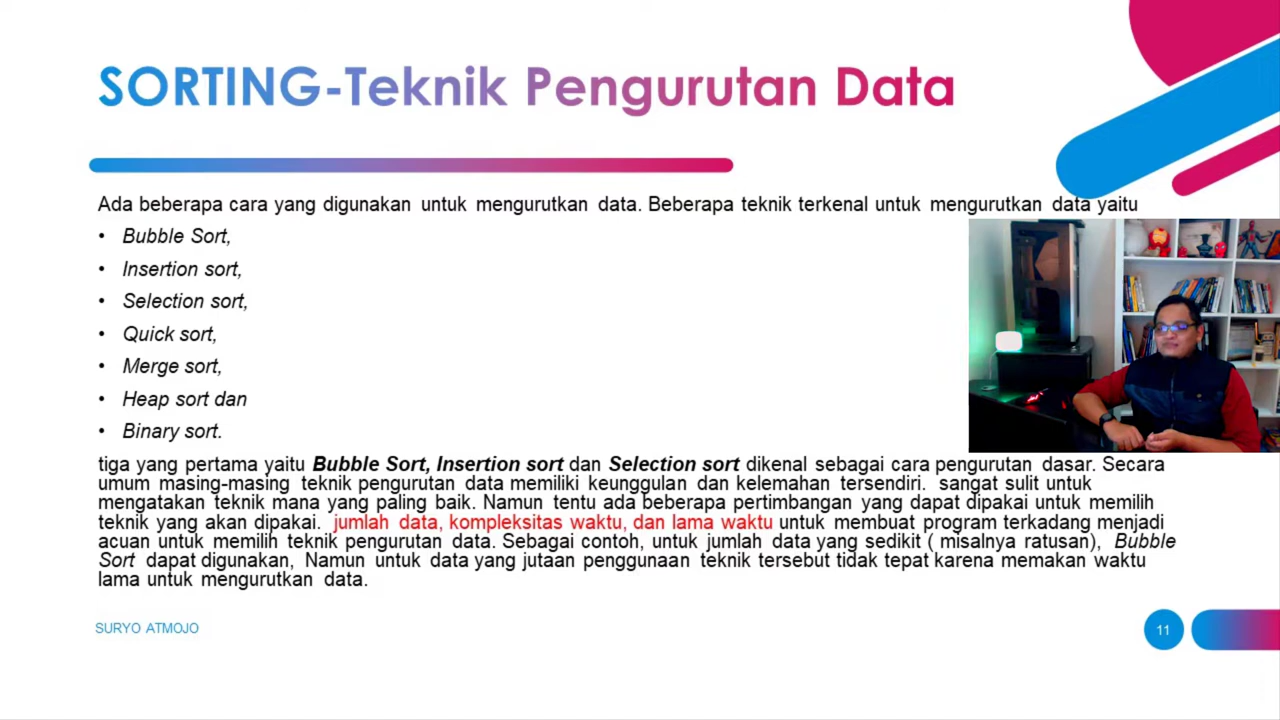 SORTING-Teknik Pengurutan Data
Ada beberapa cara yang digunakan untuk mengurutkan data. Beberapa teknik terkenal untuk mengurutkan data yaitu
• Bubble Sort,
• Insertion sort,
• Selection sort,
• Quick sort,
• Merge sort,
• Heap sort dan
• Binary sort.
tiga yang pertama yaitu Bubble Sort, Insertion sort dan Selection sort dikenal sebagai cara pengurutan dasar. Secara
umum masing-masing teknik pengurutan data memiliki keunggulan dan kelemahan tersendiri. sangat sulit untuk
mengatakan teknik mana yang paling baik. Namun tentu ada beberapa pertimbangan yang dapat dipakai untuk memilih
teknik yang akan dipakai. jumlah data, kompleksitas waktu, dan lama waktu untuk membuat program terkadang menjadi
acuan untuk memilih teknik pengurutan data. Sebagai contoh, untuk jumlah data yang sedikit ( misalnya ratusan), Bubble
Sort dapat digunakan, Namun untuk data yang jutaan penggunaan teknik tersebut tidak tepat karena memakan waktu
lama untuk mengurutkan data.
SURYO ATMOJO
11